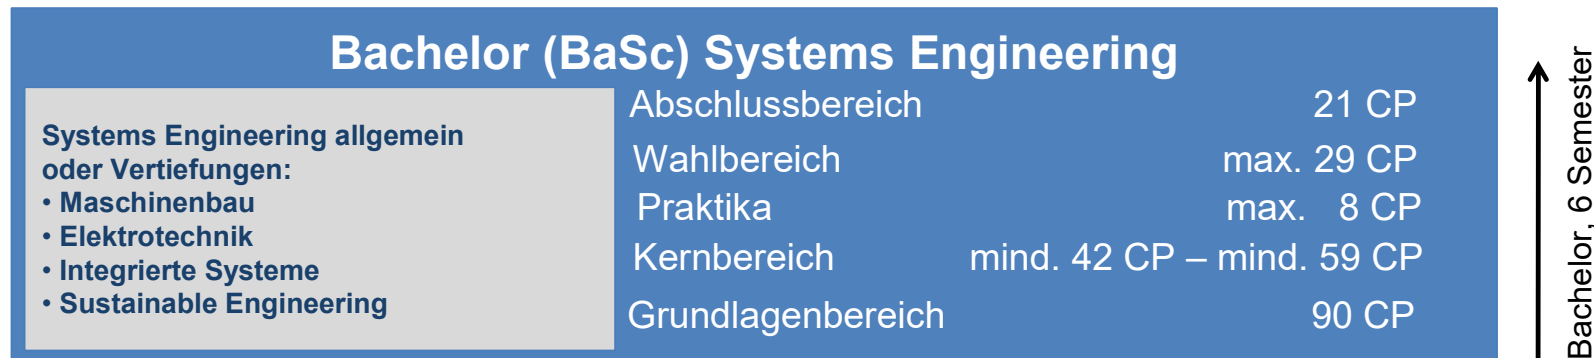 Bachelor (BaSc) Systems Engineering
Systems Engineering allgemein
oder Vertiefungen:
• Maschinenbau
• Elektrotechnik
• Integrierte Systeme
• Sustainable Engineering
Abschlussbereich 21 CP
Wahlbereich max. 29 CP
Praktika max. 8 CP
Kernbereich mind. 42 CP – mind. 59 CP
Grundlagenbereich 90 CP
Bachelor, 6 Semester